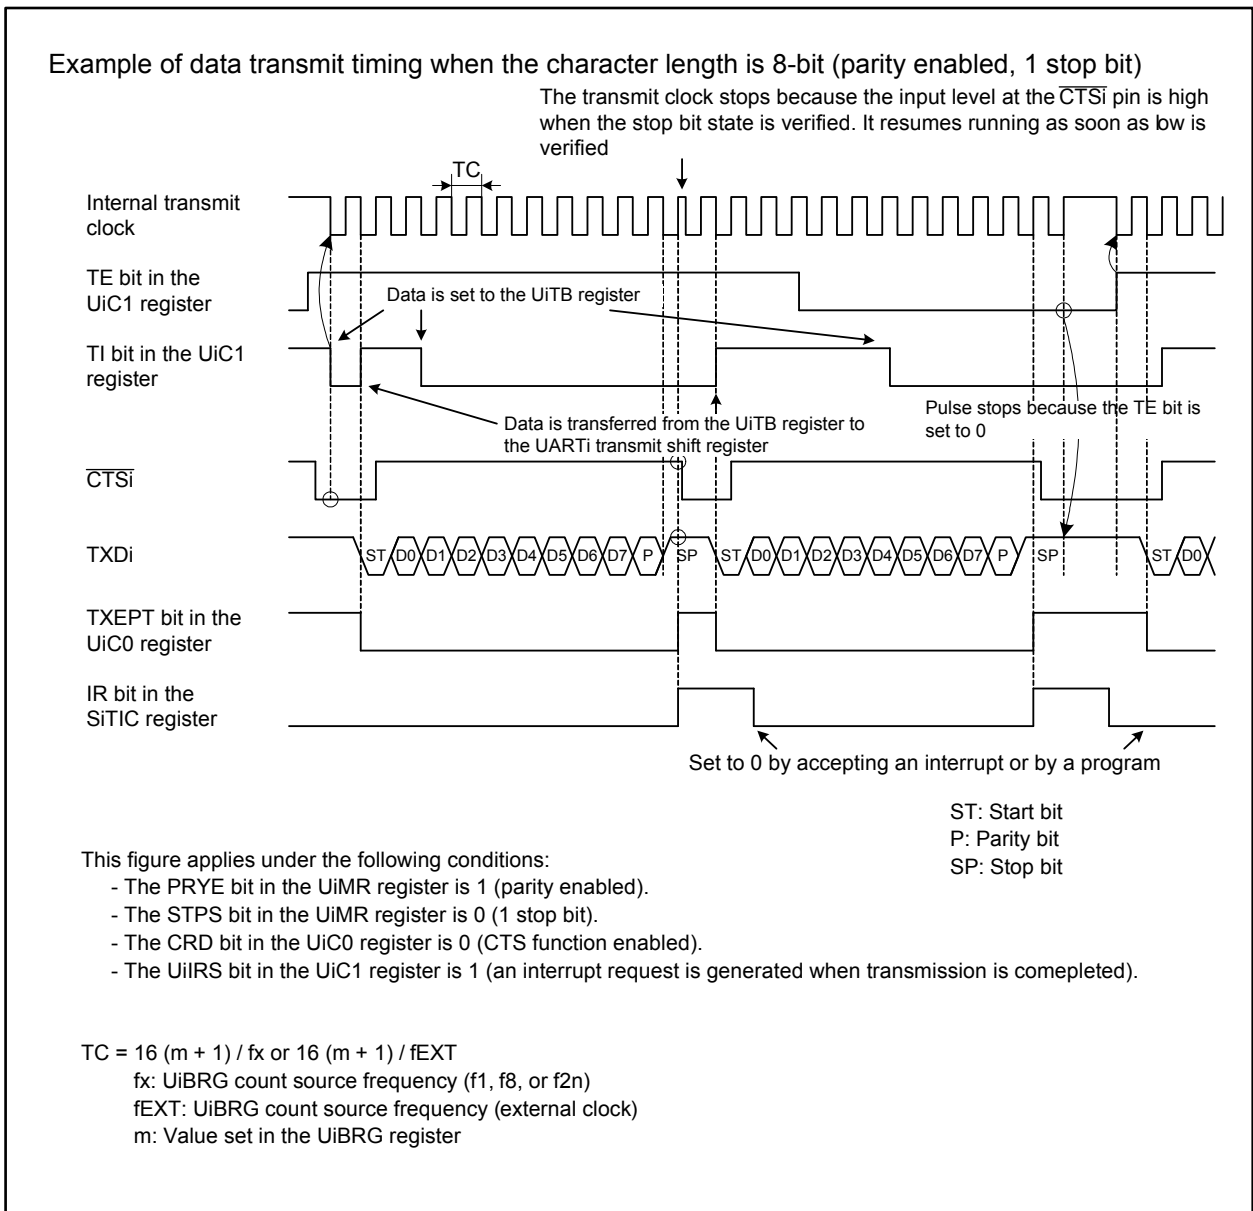 Example of data transmit timing when the character length is 8-bit (parity enabled, 1 stop bit)
The transmit clock stops because the input level at the CTSi pin is high
when the stop bit state is verified. It resumes running as soon as low is
verified
TC
Internal transmit
clock
TE bit in the
UiC1 register
Data is set to the UiTB register
TI bit in the UiC1
register
Pulse stops because the TE bit is
set to 0
Data is transferred from the UiTB register to
the UARTi transmit shift register
CTSi
TXDi
ST D0 D1 D2 D3 D4 D5 D6 D7 P SP ST D0 D1 D2 D3 D4 D5 D6 D7 P SP ST D0
TXEPT bit in the
UiC0 register
IR bit in the
SiTIC register
Set to 0 by accepting an interrupt or by a program
ST: Start bit
P: Parity bit
SP: Stop bit
This figure applies under the following conditions:
- The PRYE bit in the UiMR register is 1 (parity enabled).
- The STPS bit in the UiMR register is 0 (1 stop bit).
- The CRD bit in the UiC0 register is 0 (CTS function enabled).
- The UiIRS bit in the UiC1 register is 1 (an interrupt request is generated when transmission is comepleted).
TC = 16 (m + 1) / fx or 16 (m + 1) / fEXT
fx: UiBRG count source frequency (f1, f8, or f2n)
fEXT: UiBRG count source frequency (external clock)
m: Value set in the UiBRG register